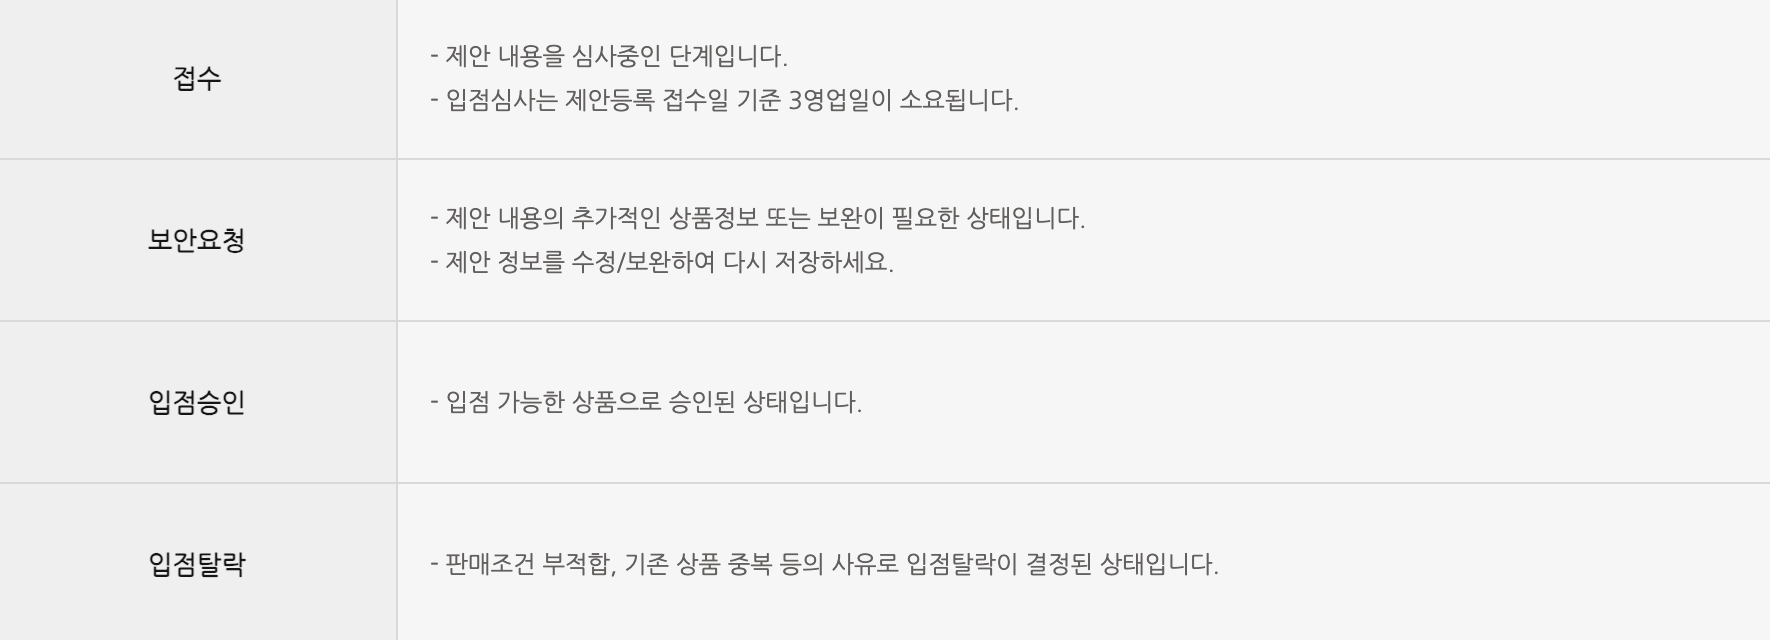 접수
- 제안 내용을 심사중인 단계입니다.
- 입점심사는 제안등록 접수일 기준 3영업일이 소요됩니다.
보안요청
- 제안 내용의 추가적인 상품정보 또는 보완이 필요한 상태입니다.
- 제안 정보를 수정/보완하여 다시 저장하세요.
입점승인
- 입점 가능한 상품으로 승인된 상태입니다.
입점탈락
- 판매조건 부적합, 기존 상품 중복 등의 사유로 입점탈락이 결정된 상태입니다.